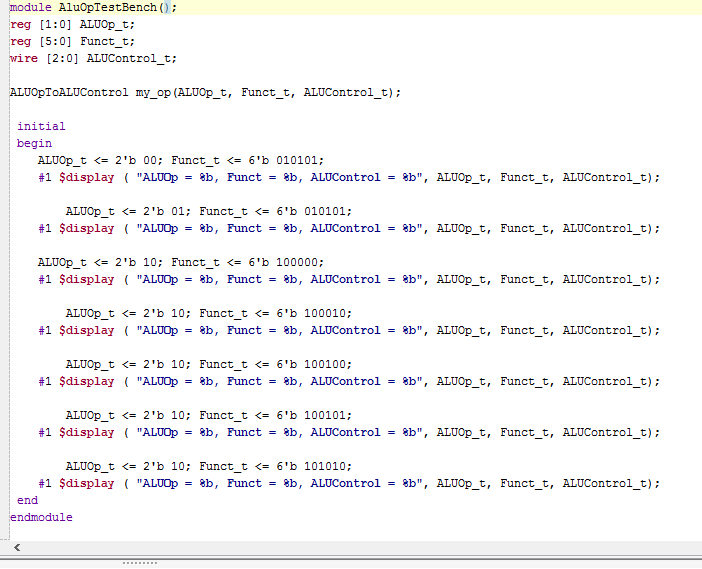 module AluOpTestBench();
reg [1:0] ALUOp_t;
reg [5:0] Funct_t;
wire [2:0] ALUControl_t;
ALUOpToALUControl my_op(ALUOp_t, Funct_t, ALUControl_t);
initial
begin
ALUOp_t <= 2'b 00; Funct_t <= 6'b 010101;
#1 $display ( "ALUOp = %b, Funct = %b, ALUControl = %b", ALUOp_t, Funct_t, ALUControl_t);
ALUOp_t <= 2'b 01; Funct_t <= 6'b 010101;
#1 $display ( "ALUOp = %b, Funct = %b, ALUControl = %b", ALUOp_t, Funct_t, ALUControl_t);
ALUOp_t <= 2'b 10; Funct_t <= 6'b 100000;
#1 $display ( "ALUOp = %b, Funct = %b, ALUControl = %b", ALUOp_t, Funct_t, ALUControl_t);
ALUOp_t <= 2'b 10; Funct_t <= 6'b 100010;
#1 $display ( "ALUOp = %b, Funct = %b, ALUControl = %b", ALUOp_t, Funct_t, ALUControl_t);
ALUOp_t <= 2'b 10; Funct_t <= 6'b 100100;
#1 $display ( "ALUOp = %b, Funct = %b, ALUControl = %b", ALUOp_t, Funct_t, ALUControl_t);
ALUOp_t <= 2'b 10; Funct_t <= 6'b 100101;
#1 $display ( "ALUOp = %b, Funct = %b, ALUControl = %b", ALUOp_t, Funct_t, ALUControl_t);
ALUOp_t <= 2'b 10; Funct_t <= 6'b 101010;
#1 $display ( "ALUOp = %b, Funct = %b, ALUControl = %b", ALUOp_t, Funct_t, ALUControl_t);
end
endmodule